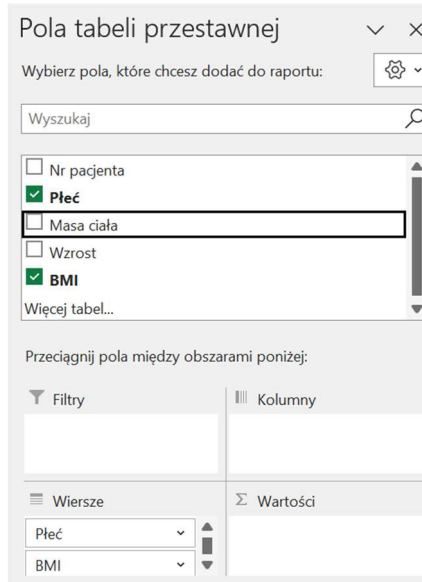 Pola tabeli przestawnej
Wybierz pola, które chcesz dodać do raportu:
Wyszukaj
Nr pacjenta
Płeć
Masa ciała
Wzrost
BMI
Więcej tabel...
Przeciągnij pola między obszarami poniżej:
Filtry
Kolumny
Wiersze
Σ Wartości
Płeć
BMI